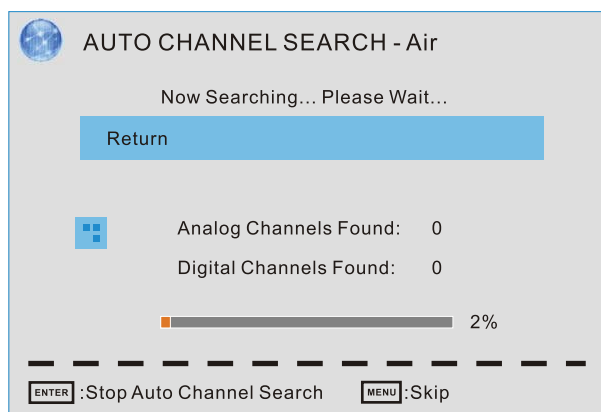 AUTO CHANNEL SEARCH - Air
Now Searching... Please Wait...
Return
Analog Channels Found: 0
Digital Channels Found: 0
2%
ENTER :Stop Auto Channel Search MENU :Skip